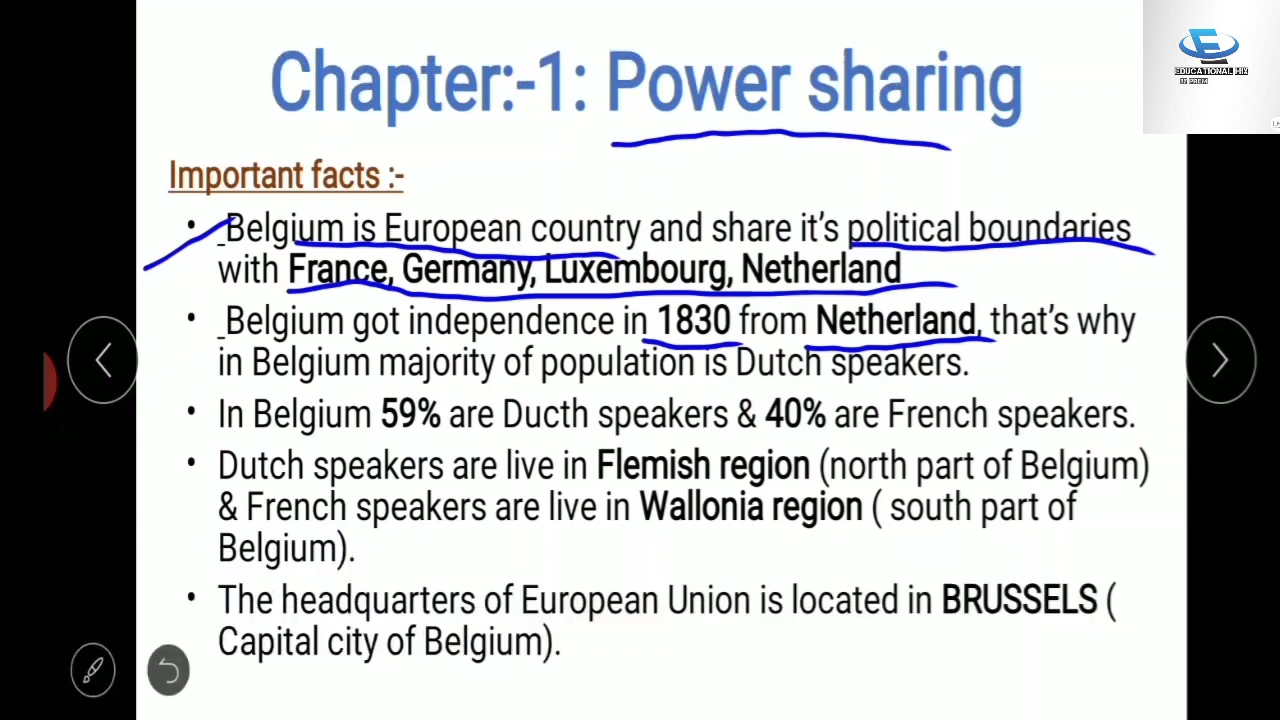 Chapter:-1: Power sharing
EDUCATIONAL HIX
Important facts :-
• Belgium is European country and share it's political boundaries
with France, Germany, Luxembourg, Netherland
• Belgium got independence in 1830 from Netherland, that's why
in Belgium majority of population is Dutch speakers.
• In Belgium 59% are Ducth speakers & 40% are French speakers.
• Dutch speakers are live in Flemish region (north part of Belgium)
& French speakers are live in Wallonia region ( south part of
Belgium).
• The headquarters of European Union is located in BRUSSELS (
Capital city of Belgium).